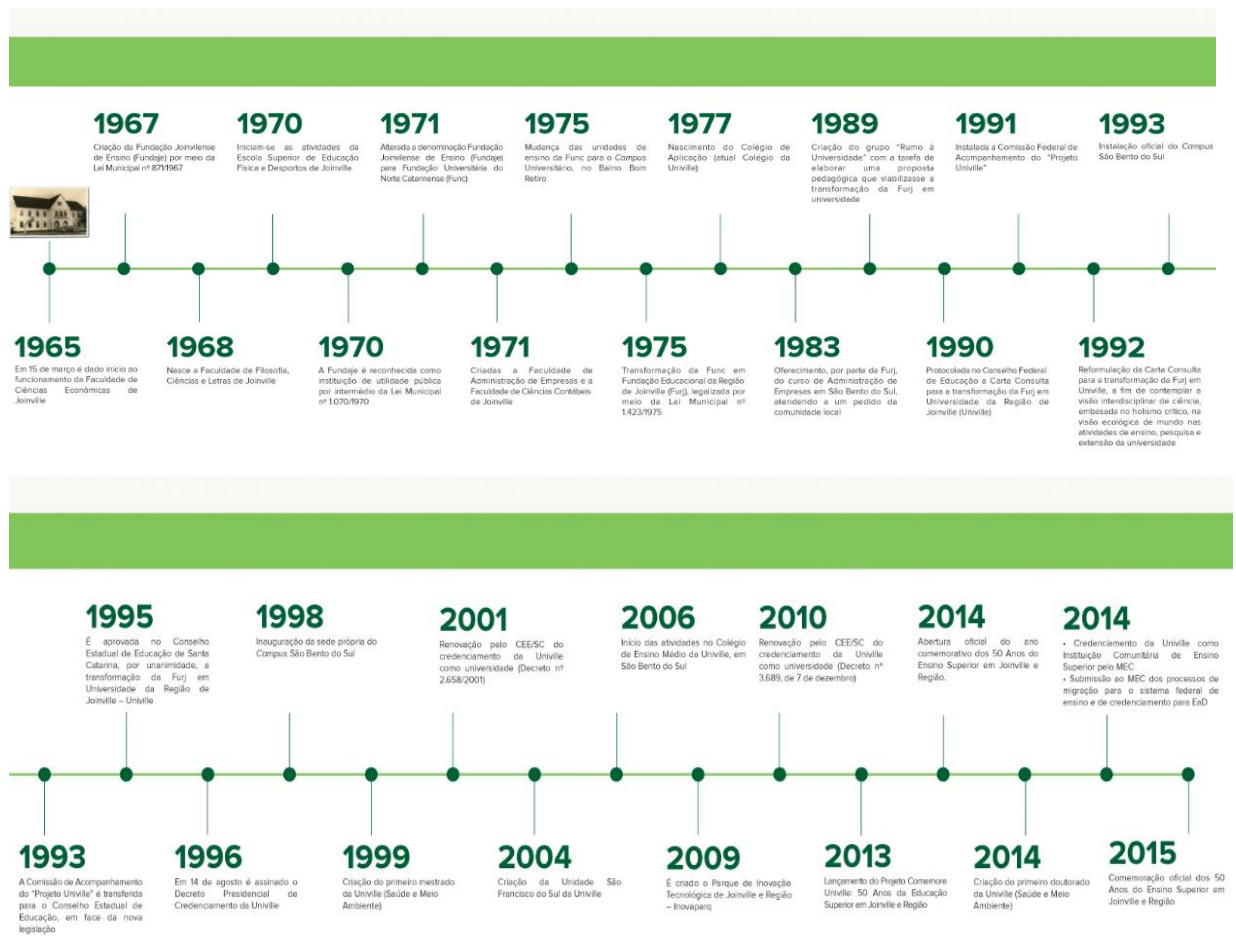 1967
Criação da Fundação Joinvilense
de Ensino (Fundaje) por meio da
Lei Municipal nº 871/1967
1970
Iniciam-se as atividades da
Escola Superior de Educação
Física e Desportos de Joinville
1971
Alterada a denominação Fundação
Joinvilense de Ensino (Fundaje)
para Fundação Universitária do
Norte Catarinense (Func)
1975
Mudança das unidades de
ensino da Func para o Campus
Universitário, no Bairro Bom
Retiro
1977
Nascimento do Colégio de
Aplicação (atual Colégio da
Univille)
1989
Criação do grupo "Rumo à
Universidade" com a tarefa de
elaborar uma proposta
pedagógica que viabilizasse a
transformação da Furj em
universidade
1991
Instalada a Comissão Federal de
Acompanhamento do "Projeto
Univille"
1993
Instalação oficial do Campus
São Bento do Sul
1965
Em 15 de março é dado início ao
funcionamento da Faculdade de
Ciências Econômicas de
Joinville
1968
Nasce a Faculdade de Filosofia,
Ciências e Letras de Joinville
1970
A Fundaje é reconhecida como
instituição de utilidade pública
por intermédio da Lei Municipal
nº 1.070/1970
1971
Criadas a Faculdade de
Administração de Empresas e a
Faculdade de Ciências Contábeis
de Joinville
1975
Transformação da Func em
Fundação Educacional da Região
de Joinville (Furj), legalizada por
meio da Lei Municipal nº
1.423/1975
1983
Oferecimento, por parte da Furj,
do curso de Administração de
Empresas em São Bento do Sul,
atendendo a um pedido da
comunidade local
1990
Protocolada no Conselho Federal
de Educação a Carta Consulta
para a transformação da Furj em
Universidade da Região de
Joinville (Univille)
1992
Reformulação da Carta Consulta
para a transformação da Furj em
Univille, a fim de contemplar a
visão interdisciplinar de ciência,
embasada no holismo crítico, na
visão ecológica de mundo nas
atividades de ensino, pesquisa e
extensão da universidade
1995
É aprovada no Conselho
Estadual de Educação de Santa
Catarina, por unanimidade, a
transformação da Furj em
Universidade da Região de
Joinville – Univille
1998
Inauguração da sede própria do
Campus São Bento do Sul
2001
Renovação pelo CEE/SC do
credenciamento da Univille
como universidade (Decreto nº
2.658/2001)
2006
Início das atividades no Colégio
de Ensino Médio da Univille, em
São Bento do Sul
2010
Renovação pelo CEE/SC do
credenciamento da Univille
como universidade (Decreto nº
3.689, de 7 de dezembro)
2014
Abertura oficial do ano
comemorativo dos 50 Anos do
Ensino Superior em Joinville e
Região.
2014
• Credenciamento da Univille como
Instituição Comunitária de Ensino
Superior pelo MEC
• Submissão ao MEC dos processos de
migração para o sistema federal de
ensino e de credenciamento para EaD
1993
A Comissão de Acompanhamento
do "Projeto Univille" é transferida
para o Conselho Estadual de
Educação, em face da nova
legislação
1996
Em 14 de agosto é assinado o
Decreto Presidencial de
Credenciamento da Univille
1999
Criação do primeiro mestrado
da Univille (Saúde e Meio
Ambiente)
2004
Criação da Unidade São
Francisco do Sul da Univille
2009
É criado o Parque de Inovação
Tecnológica de Joinville e Região
– Inovaparq
2013
Lançamento do Projeto Comemore
Univille: 50 Anos da Educação
Superior em Joinville e Região
2014
Criação do primeiro doutorado
da Univille (Saúde e Meio
Ambiente)
2015
Comemoração oficial dos 50
Anos do Ensino Superior em
Joinville e Região